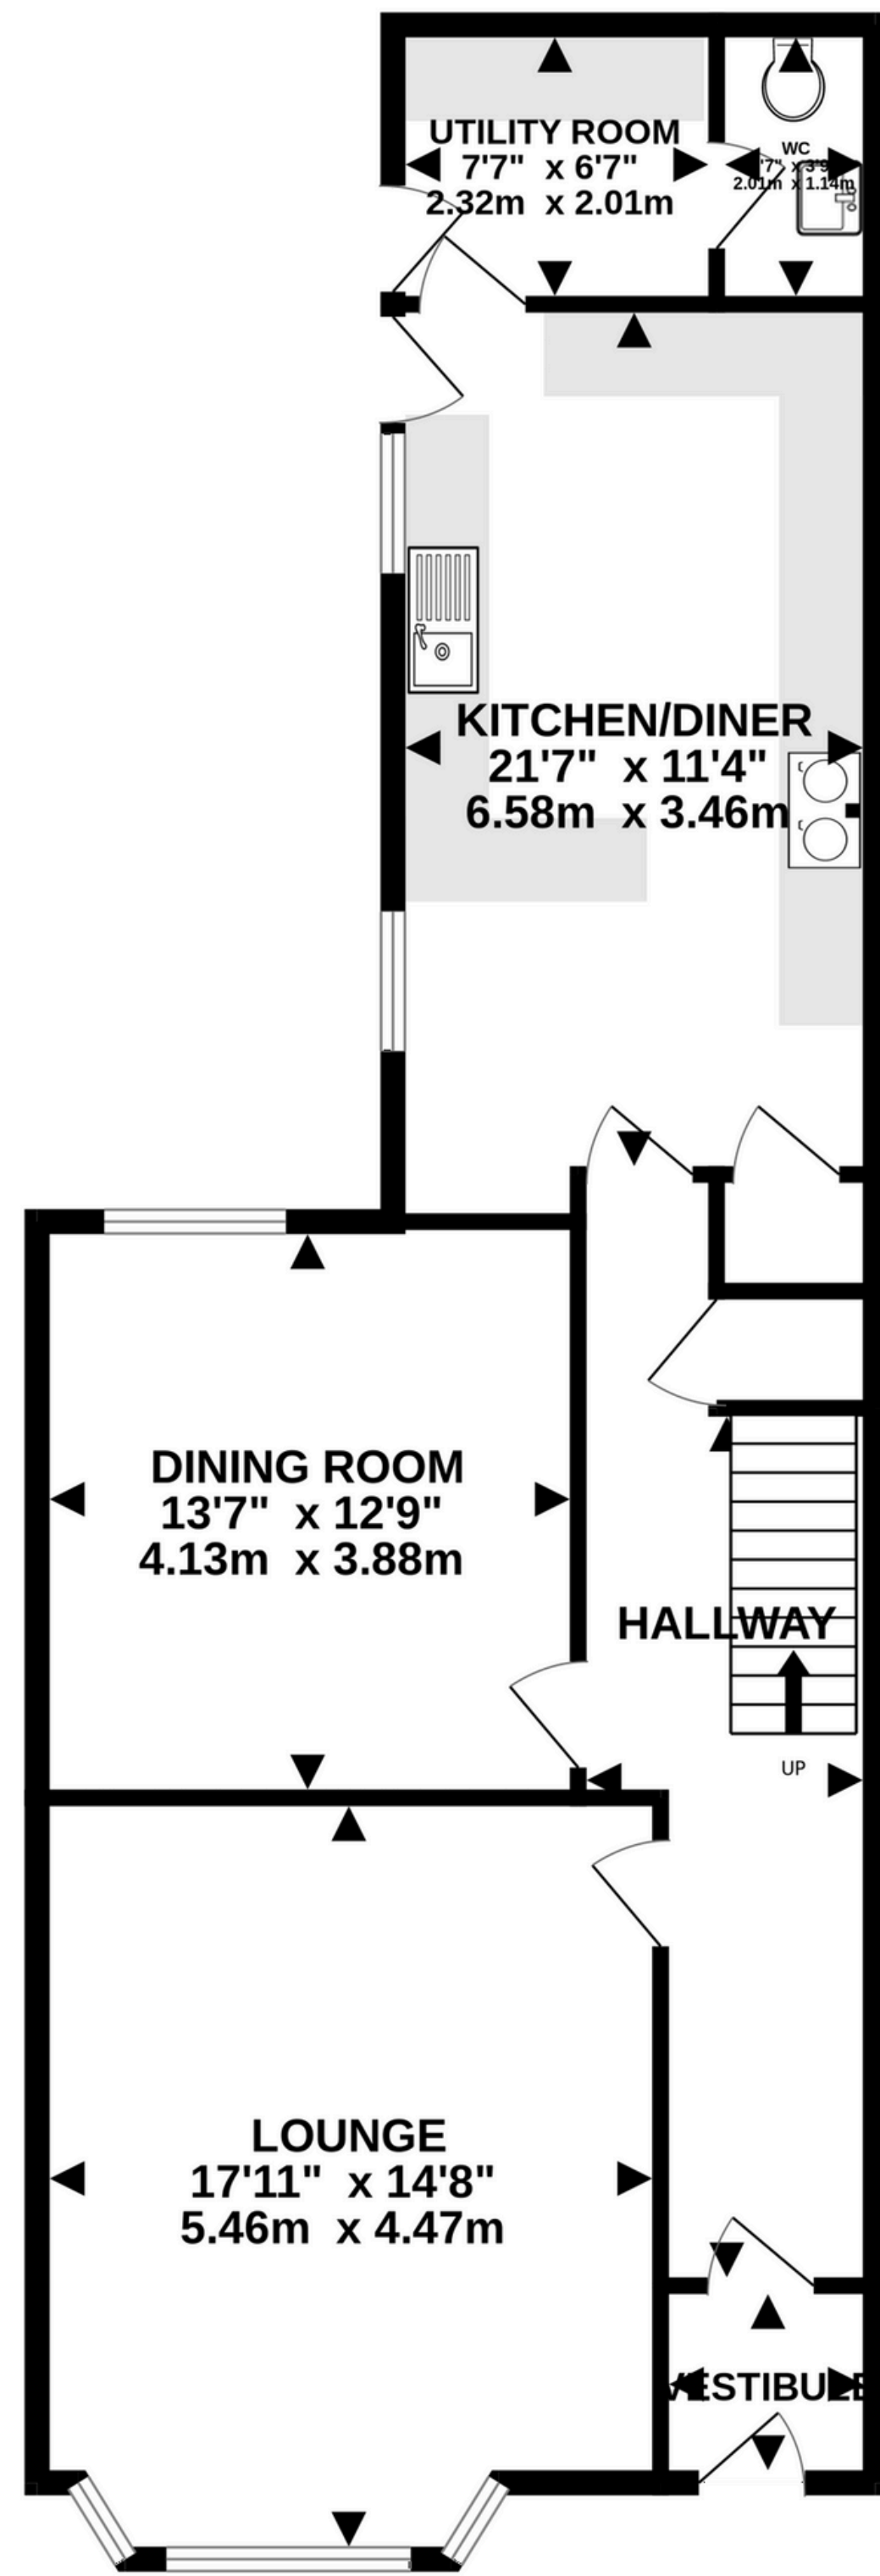 UTILITY ROOM
7'7" x 6'7"
2.32m x 2.01m
WC
2.01m x 1.14m
KITCHEN/DINER
21'7" x 11'4"
6.58m x 3.46m
DINING ROOM
13'7" x 12'9"
4.13m x 3.88m
HALLWAY
UP
LOUNGE
17'11" x 14'8"
5.46m x 4.47m
VESTIBULE